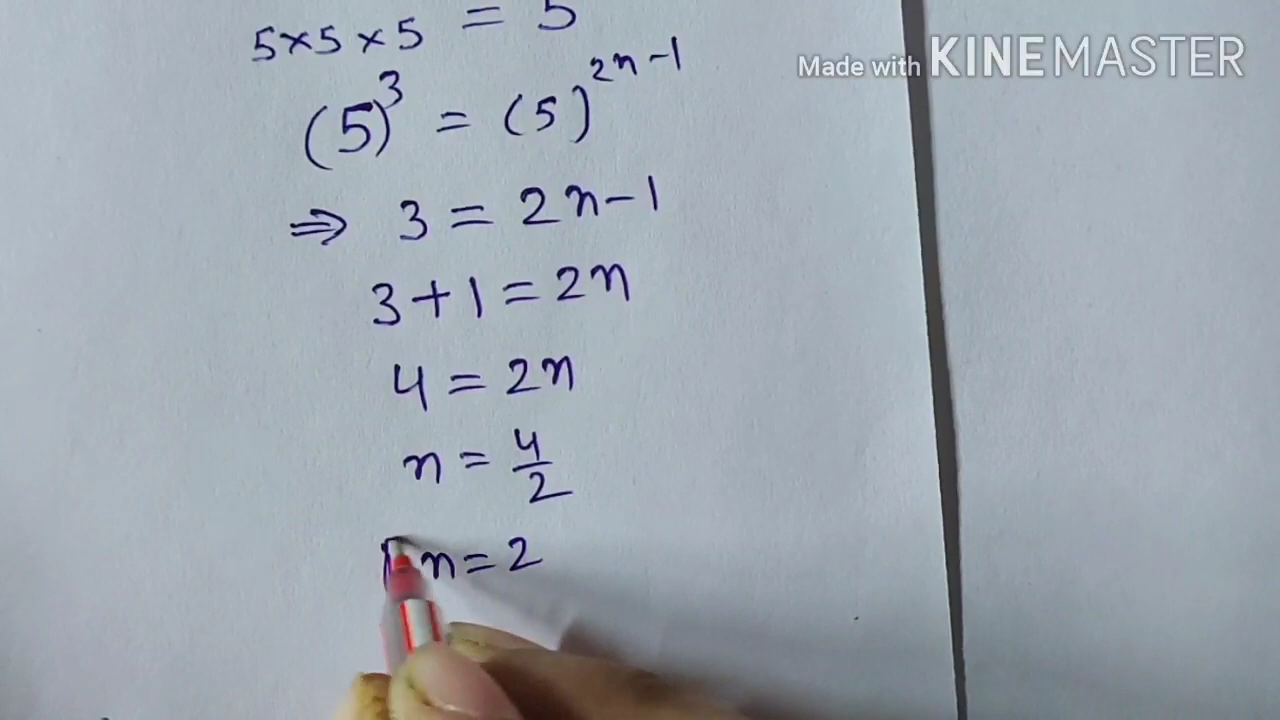 5×5×5 = 5
Made with KINEMASTER
(5)³ = (5)²ⁿ⁻¹
⇒ 3 = 2n-1
3+1 = 2n
4 = 2n
n = 4/2
n = 2